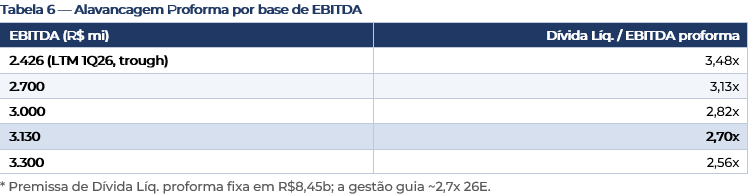 Tabela 6 — Alavancagem Proforma por base de EBITDA
EBITDA (R$ mi) Dívida Líq. / EBITDA proforma
2.426 (LTM 1Q26, trough) 3,48x
2.700 3,13x
3.000 2,82x
3.130 2,70x
3.300 2,56x
* Premissa de Dívida Líq. proforma fixa em R$8,45b; a gestão guia ~2,7x 26E.